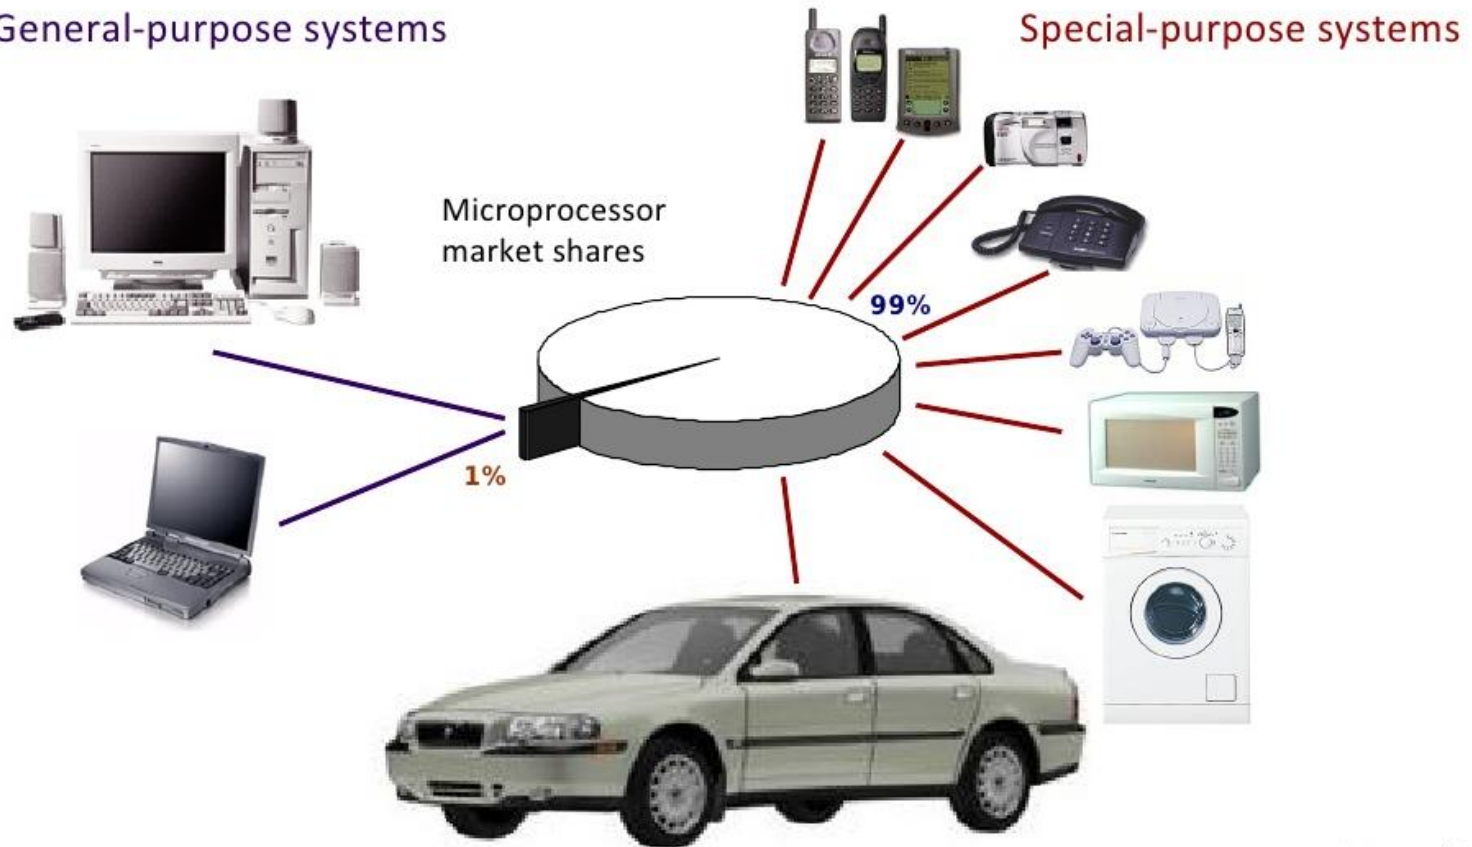 General-purpose systems
Special-purpose systems
Microprocessor
market shares
99%
1%